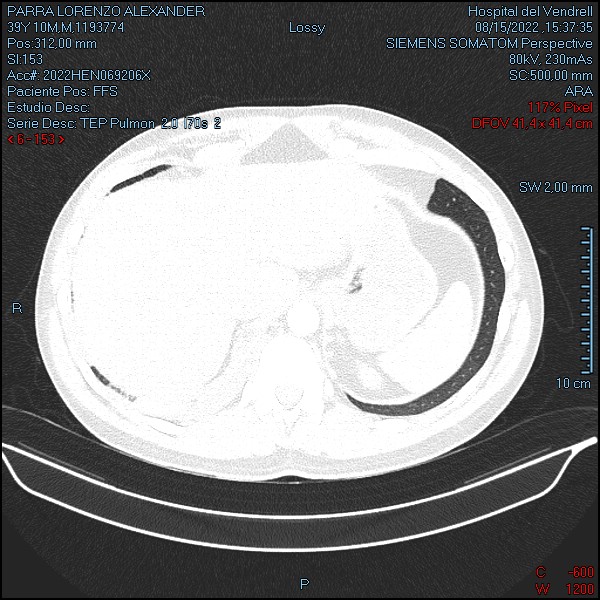 PARRA LORENZO ALEXANDER
39Y 10M,M,1193774
Pos:312,00 mm
SI:153
Acc#: 2022HEN069206X
Paciente Pos: FFS
Estudio Desc:
Serie Desc: TEP Pulmon 2.0 I70s 2
<6-153>
Lossy
Hospital del Vendrell
08/15/2022 ,15:37:35
SIEMENS SOMATOM Perspective
80kV, 230mAs
SC:500,00 mm
ARA
117% Pixel
DFOV 41,4 x 41,4 cm
SW 2,00 mm
R
10 cm
P
C -600
W 1200